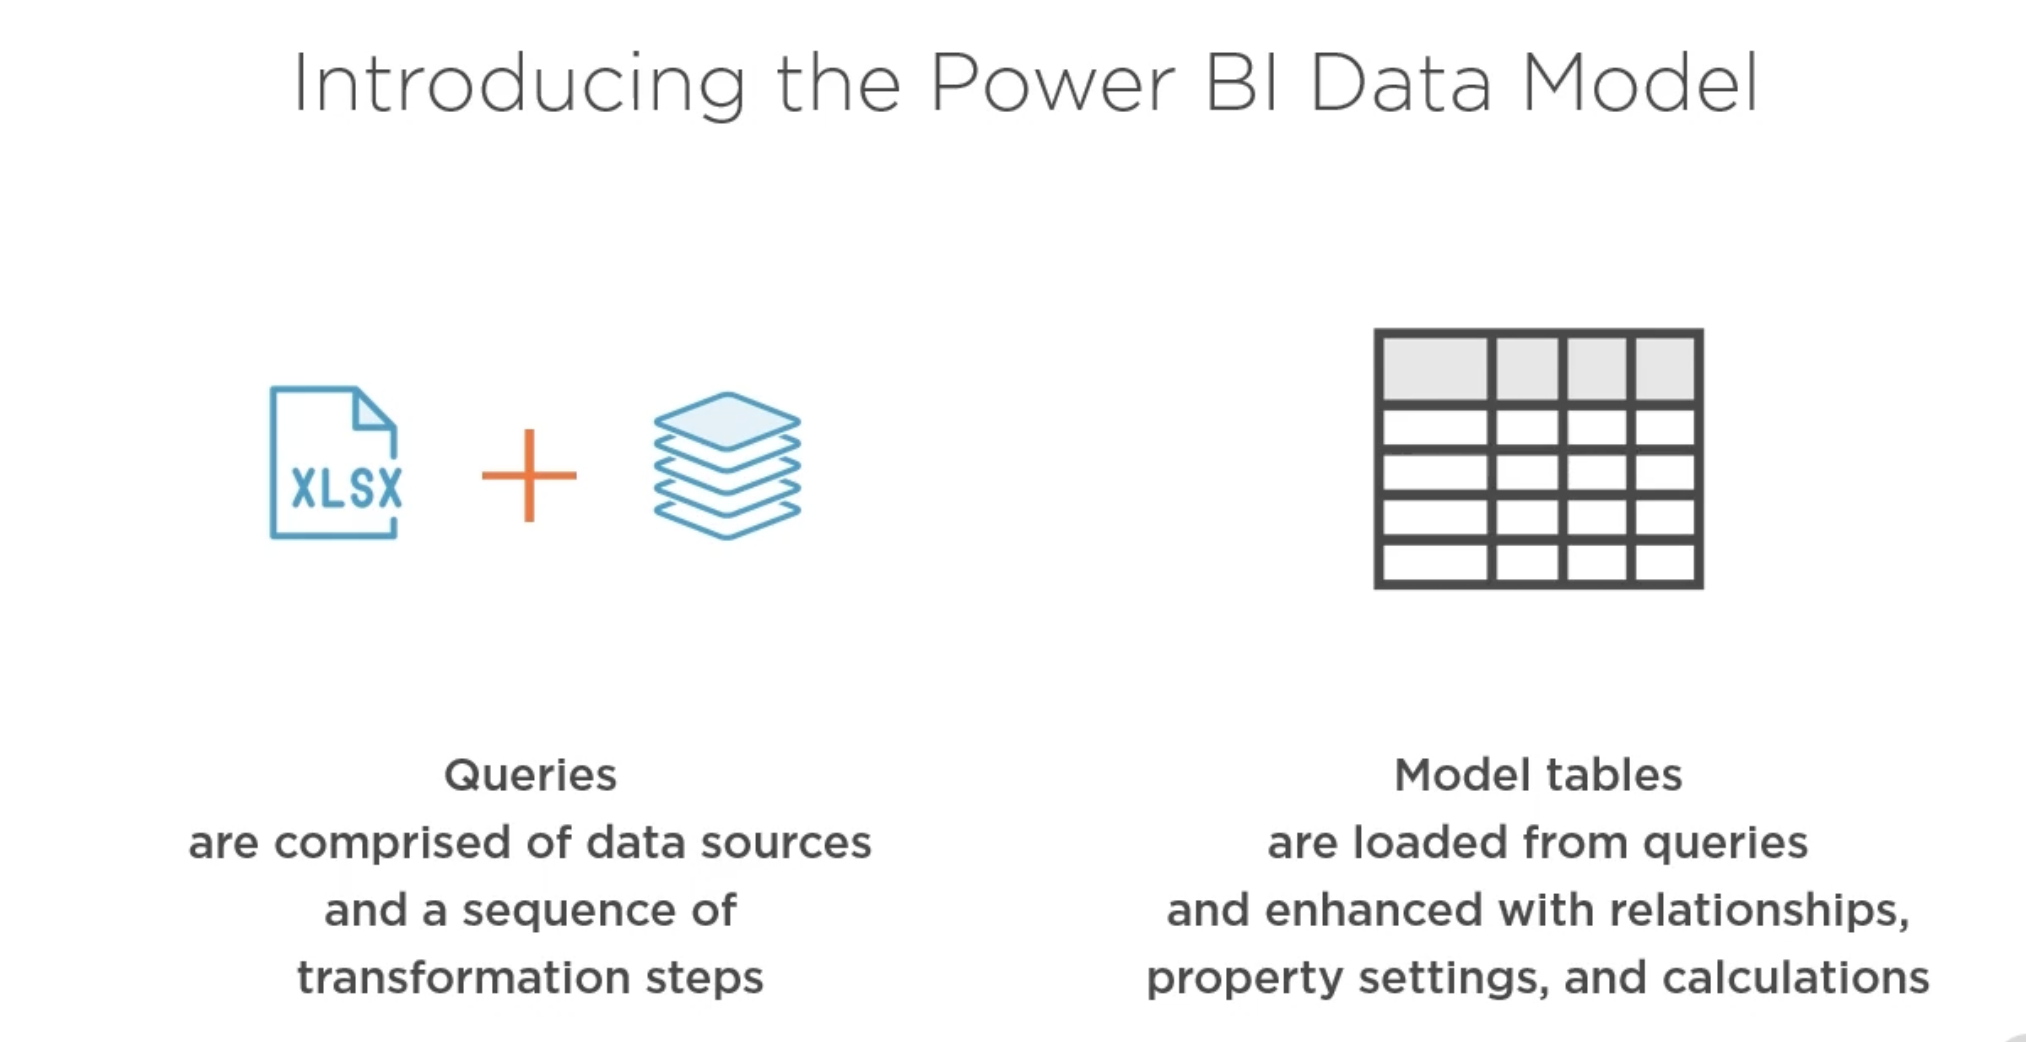 Introducing the Power BI Data Model
XLSX
Queries
are comprised of data sources
and a sequence of
transformation steps
Model tables
are loaded from queries
and enhanced with relationships,
property settings, and calculations